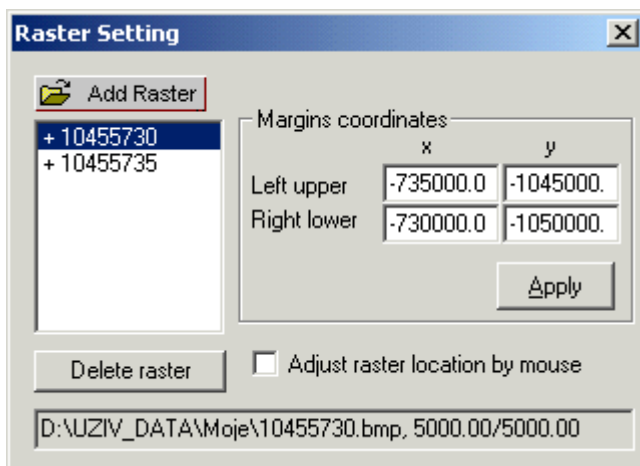 Raster Setting
Add Raster
+ 10455730
+ 10455735
Margins coordinates
x y
Left upper -735000.0 -1045000.
Right lower -730000.0 -1050000.
Apply
Delete raster
Adjust raster location by mouse
D:\UZIV_DATA\Moje\10455730.bmp, 5000.00/5000.00